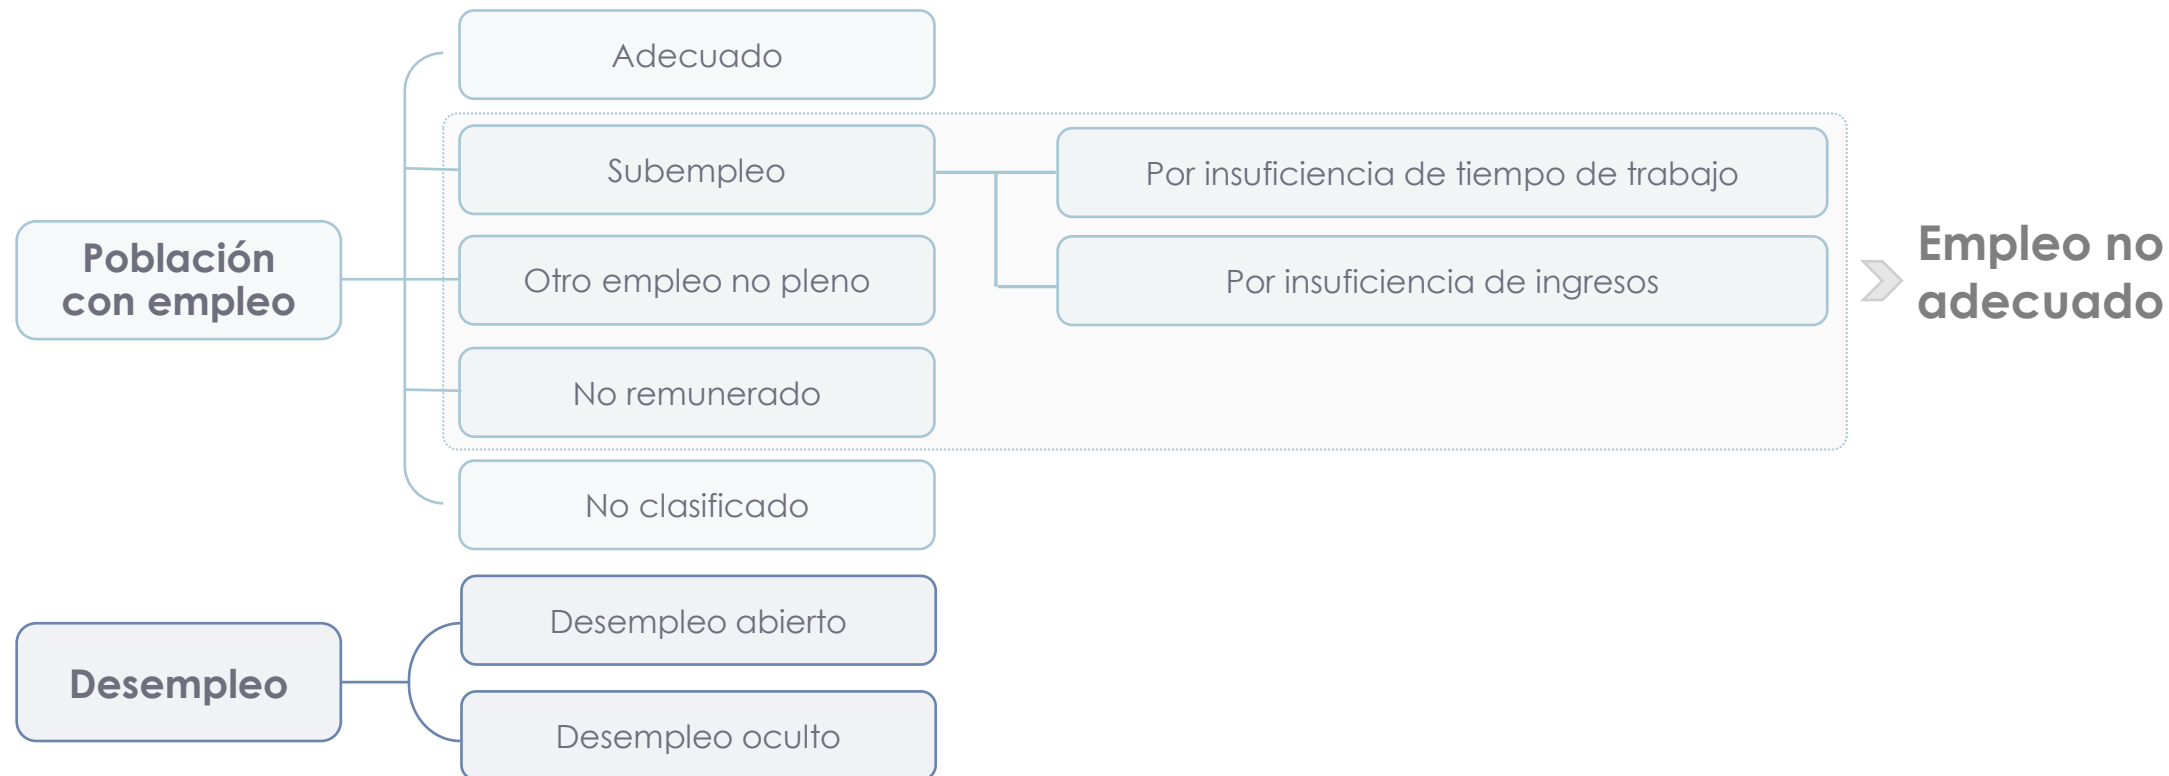 Adecuado
Subempleo
Por insuficiencia de tiempo de trabajo
Población
con empleo
Otro empleo no pleno
Por insuficiencia de ingresos
Empleo no
adecuado
No remunerado
No clasificado
Desempleo
Desempleo abierto
Desempleo oculto